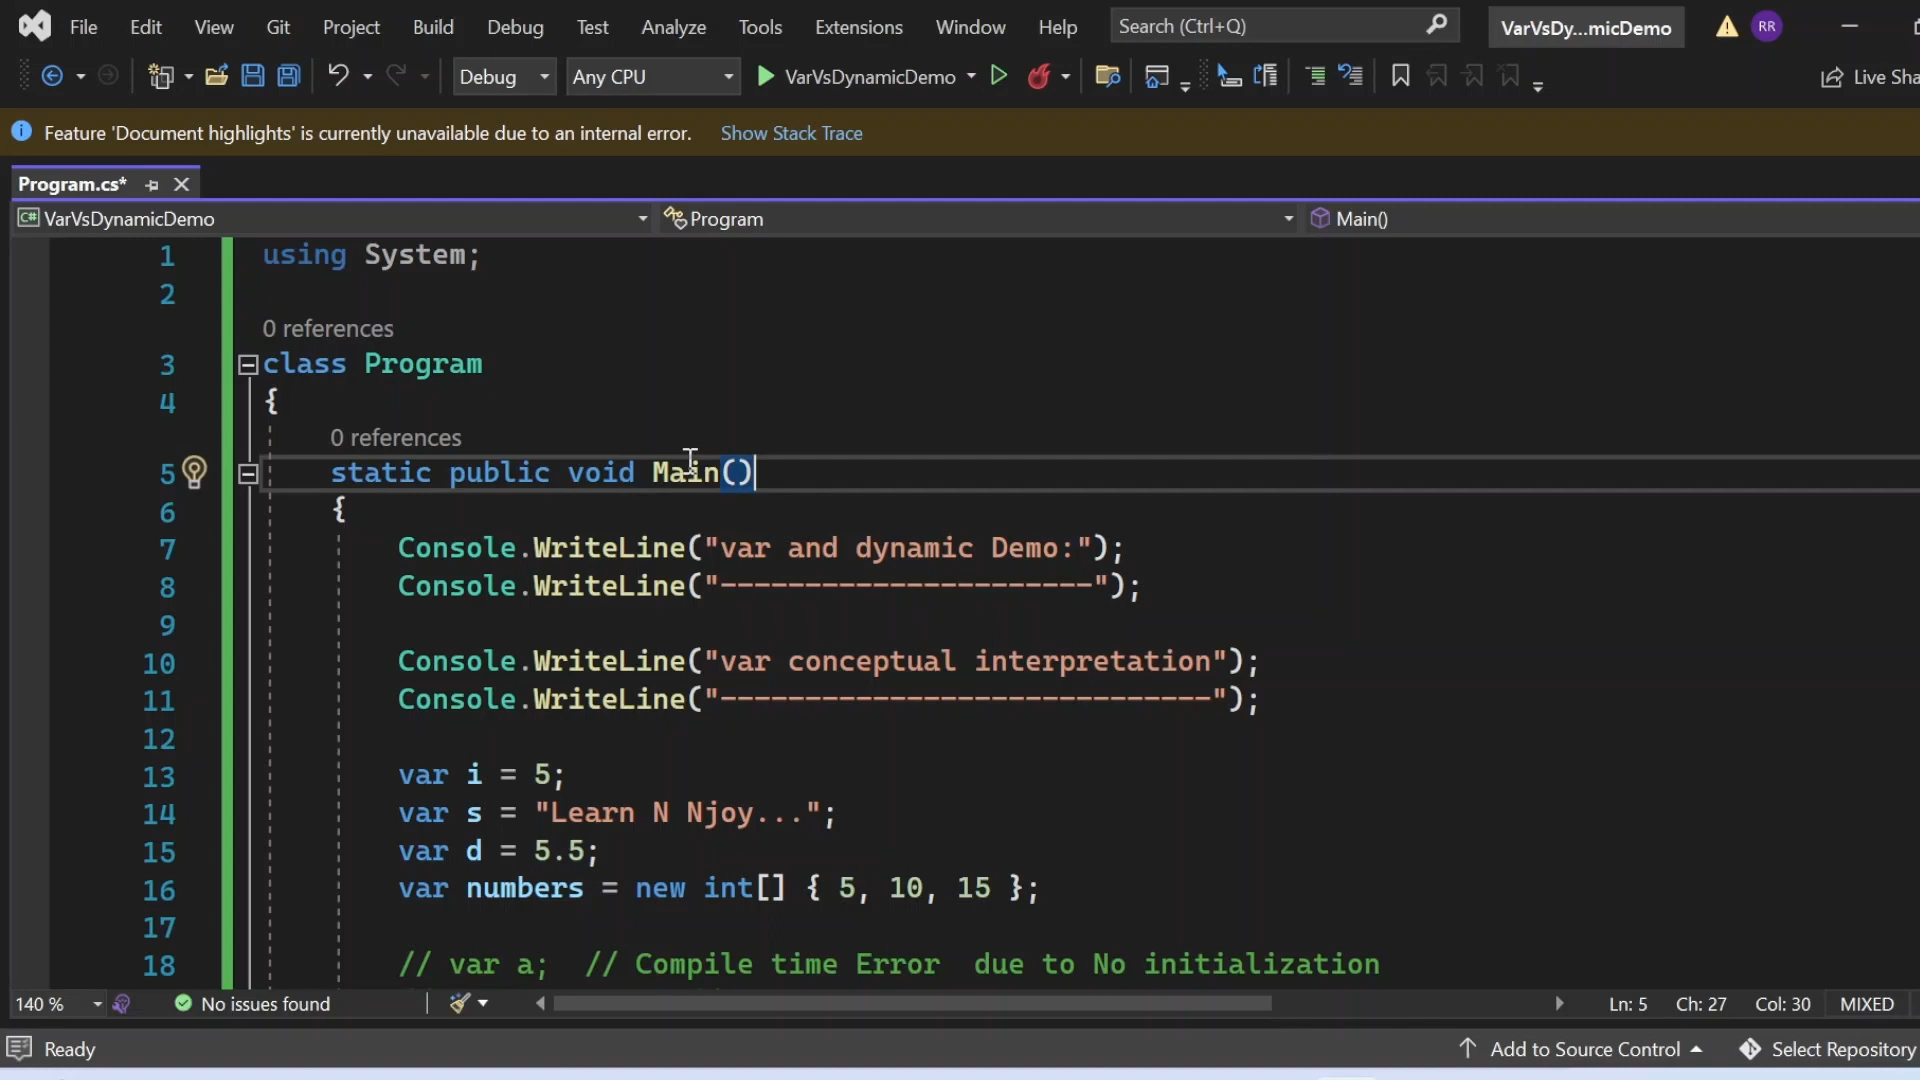 File Edit View Git Project Build Debug Test Analyze Tools Extensions Window Help Search (Ctrl+Q) VarVsDy...micDemo RR
Debug Any CPU VarVsDynamicDemo Live Sha
Feature 'Document highlights' is currently unavailable due to an internal error. Show Stack Trace
Program.cs*
C# VarVsDynamicDemo Program Main()
1 using System;
2
0 references
3 class Program
4 {
0 references
5 static public void Main()
6 {
7 Console.WriteLine("var and dynamic Demo:");
8 Console.WriteLine("----------------------");
9
10 Console.WriteLine("var conceptual interpretation");
11 Console.WriteLine("-----------------------------");
12
13 var i = 5;
14 var s = "Learn N Njoy...";
15 var d = 5.5;
16 var numbers = new int[] { 5, 10, 15 };
17
18 // var a; // Compile time Error due to No initialization
140 % No issues found Ln: 5 Ch: 27 Col: 30 MIXED
Ready Add to Source Control Select Repository